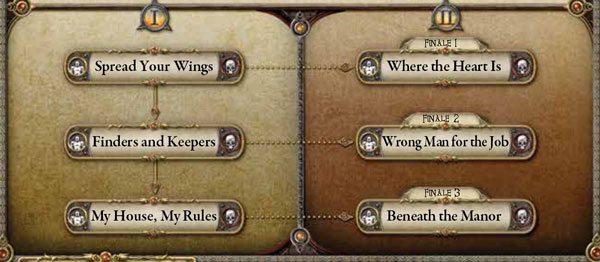 I
II
Spread Your Wings
Finale 1
Where the Heart Is
Finders and Keepers
Finale 2
Wrong Man for the Job
My House, My Rules
Finale 3
Beneath the Manor